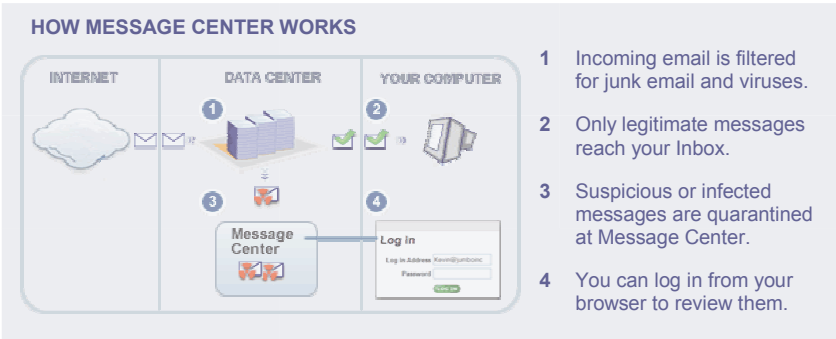 HOW MESSAGE CENTER WORKS
INTERNET
DATA CENTER
YOUR COMPUTER
1
2
3
Message
Center
4
Log in
Log in Address
Password
1 Incoming email is filtered
for junk email and viruses.
2 Only legitimate messages
reach your Inbox.
3 Suspicious or infected
messages are quarantined
at Message Center.
4 You can log in from your
browser to review them.